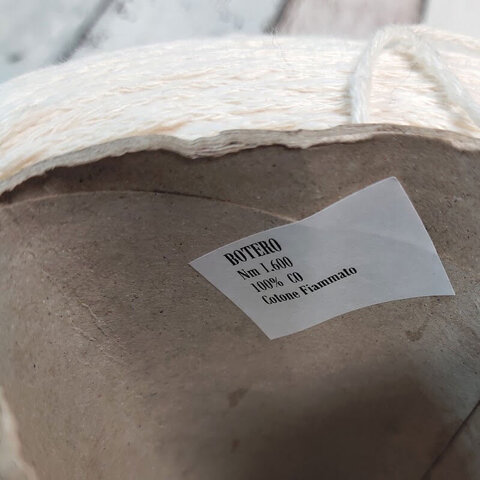 BOTERO
Nm 1.600
100% CO
Cotone Fiammato